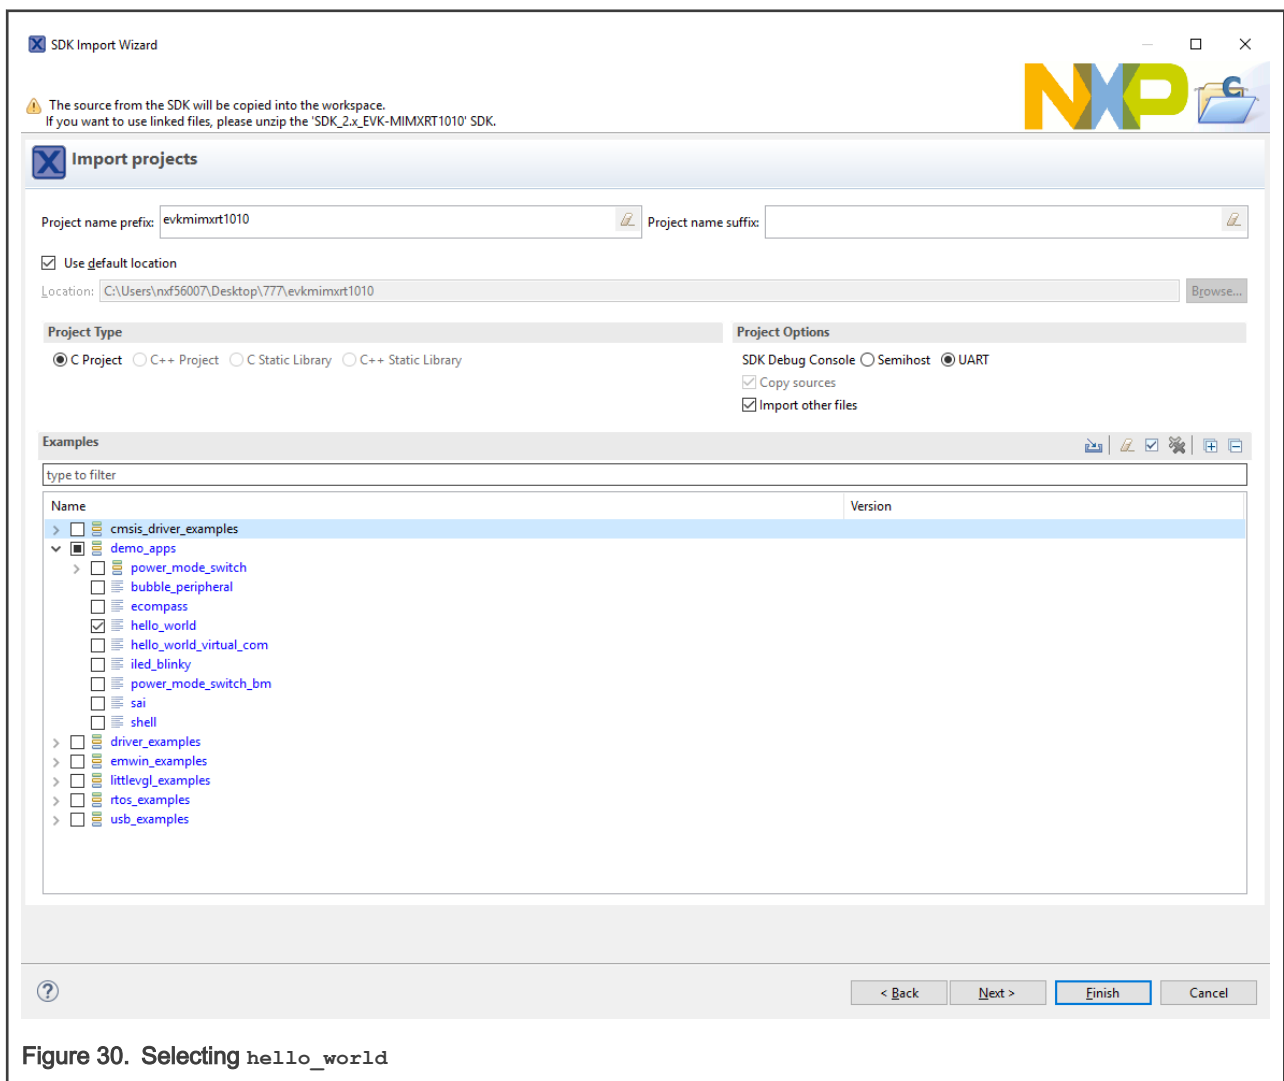 SDK Import Wizard
NXP
C
The source from the SDK will be copied into the workspace.
If you want to use linked files, please unzip the 'SDK_2.x_EVK-MIMXRT1010' SDK.
Import projects
Project name prefix: evkmimxrt1010 Project name suffix:
Use default location
Location: C:\Users\nxf56007\Desktop\777\evkmimxrt1010 Browse...
Project Type Project Options
C Project C++ Project C Static Library C++ Static Library SDK Debug Console Semihost UART
Copy sources
Import other files
Examples
type to filter
Name Version
cmsis_driver_examples
demo_apps
power_mode_switch
bubble_peripheral
ecompass
hello_world
hello_world_virtual_com
iled_blinky
power_mode_switch_bm
sai
shell
driver_examples
emwin_examples
littlevgl_examples
rtos_examples
usb_examples
< Back Next > Finish Cancel
Figure 30. Selecting hello_world